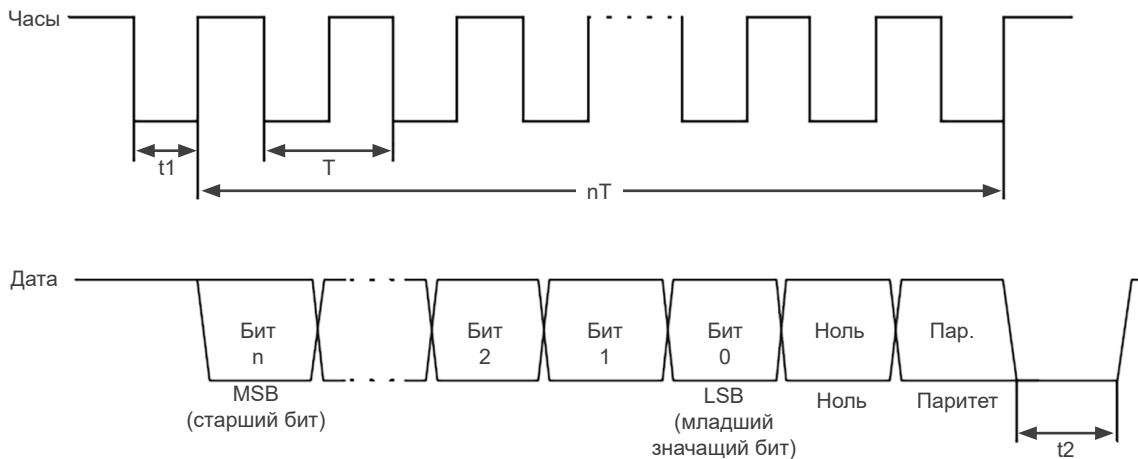 Часы
t1
T
nT
Дата
Бит
n
Бит
2
Бит
1
Бит
0
Ноль
Пар.
MSB
(старший бит)
LSB
(младший
значащий бит)
Ноль
Паритет
t2